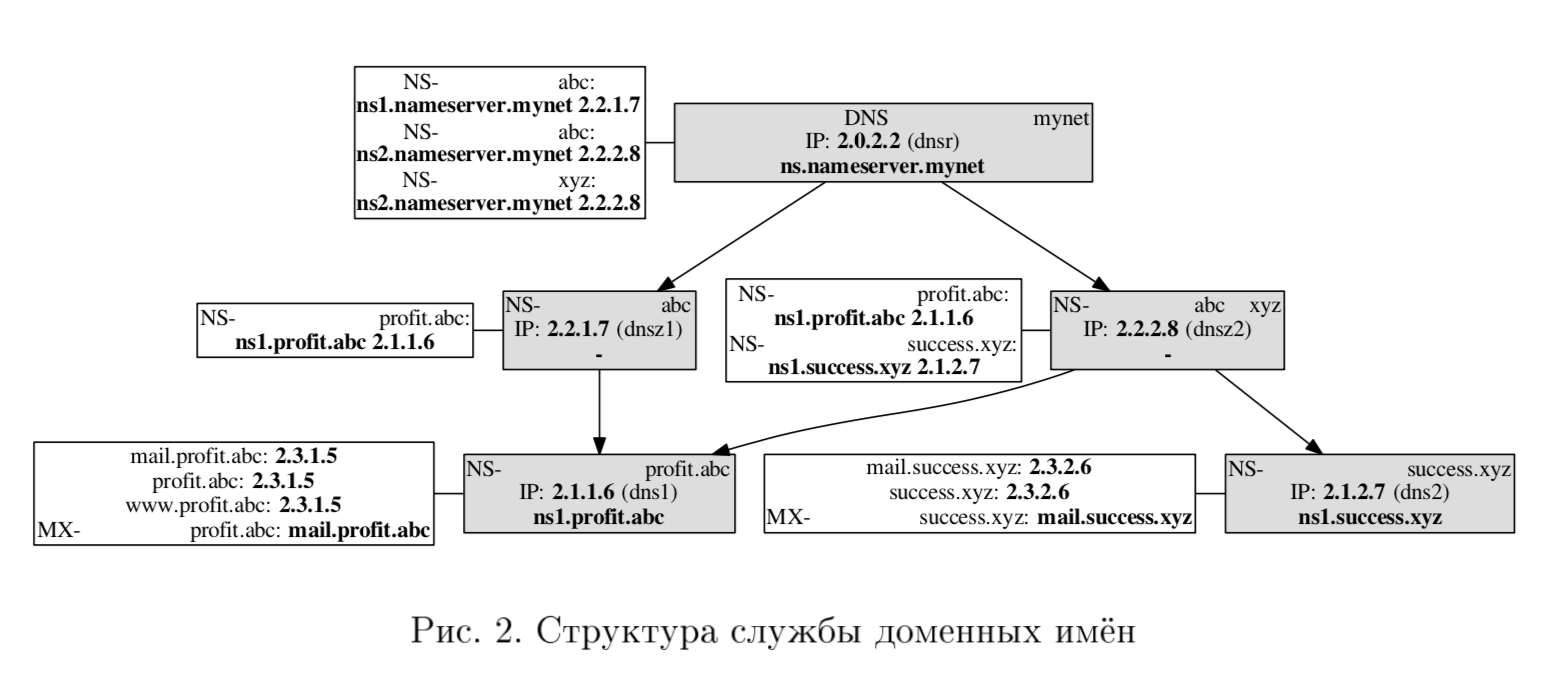 NS- abc:
ns1.nameserver.mynet 2.2.1.7
NS- abc:
ns2.nameserver.mynet 2.2.2.8
NS- xyz:
ns2.nameserver.mynet 2.2.2.8
DNS mynet
IP: 2.0.2.2 (dnsr)
ns.nameserver.mynet
NS- profit.abc:
ns1.profit.abc 2.1.1.6
NS- abc
IP: 2.2.1.7 (dnsz1)
-
NS- profit.abc:
ns1.profit.abc 2.1.1.6
NS- success.xyz:
ns1.success.xyz 2.1.2.7
NS- abc xyz
IP: 2.2.2.8 (dnsz2)
-
mail.profit.abc: 2.3.1.5
profit.abc: 2.3.1.5
www.profit.abc: 2.3.1.5
MX- profit.abc: mail.profit.abc
NS- profit.abc
IP: 2.1.1.6 (dns1)
ns1.profit.abc
mail.success.xyz: 2.3.2.6
success.xyz: 2.3.2.6
MX- success.xyz: mail.success.xyz
NS- success.xyz
IP: 2.1.2.7 (dns2)
ns1.success.xyz
Рис. 2. Структура службы доменных имён